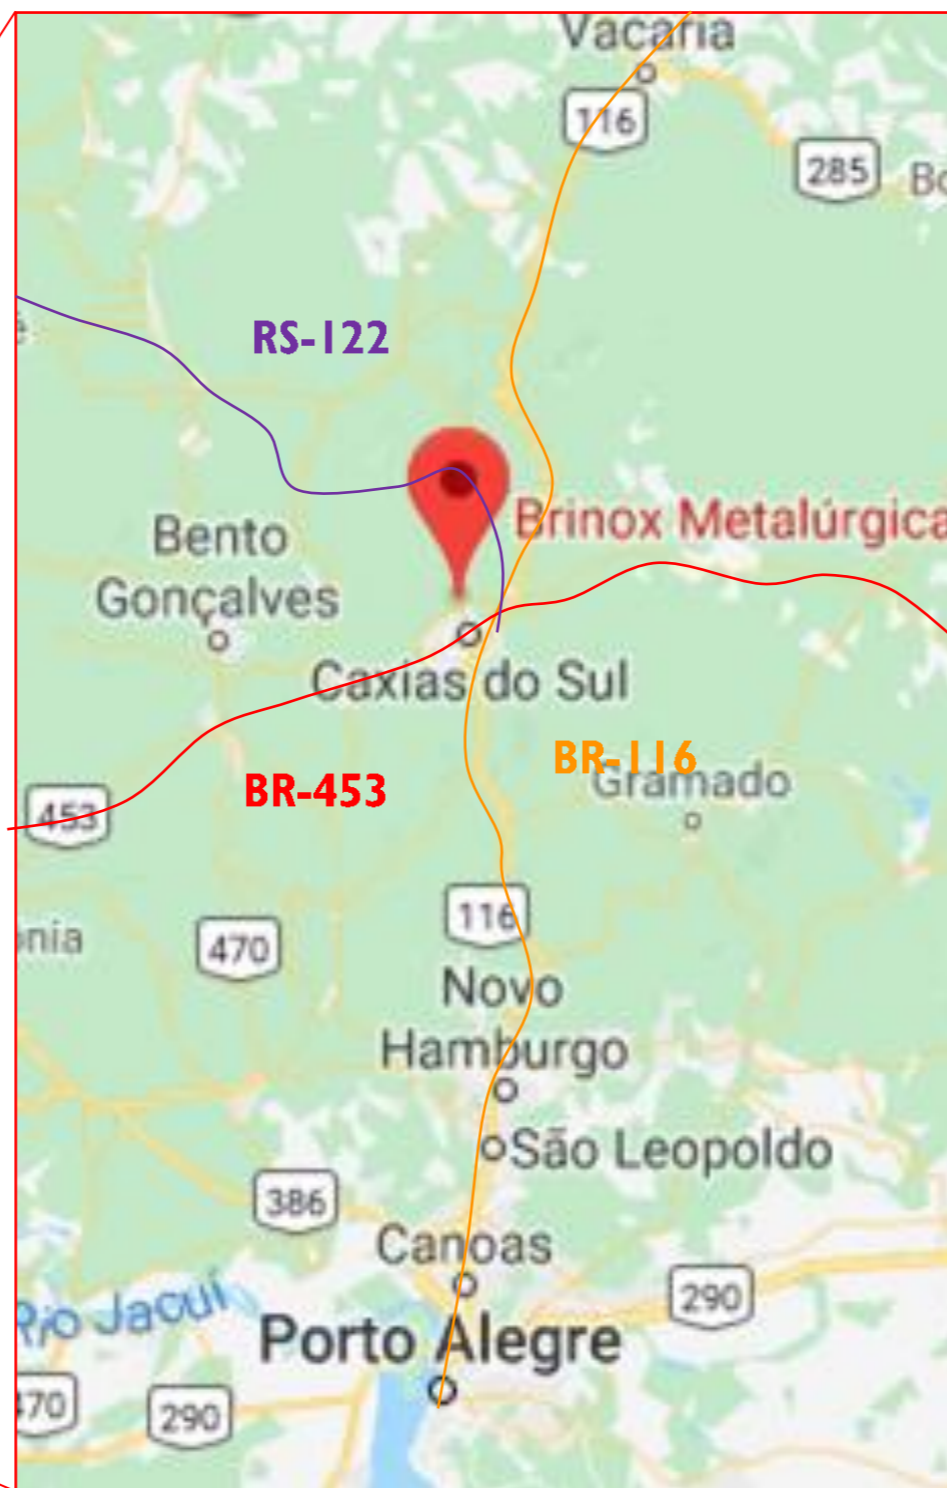 Vacaria
116
285
RS-122
Brinox Metalúrgica
Bento
Gonçalves
Caxias do Sul
BR-116
Gramado
BR-453
453
116
470
Novo
Hamburgo
São Leopoldo
386
Canoas
290
Rio Jacuí
Porto Alegre
290